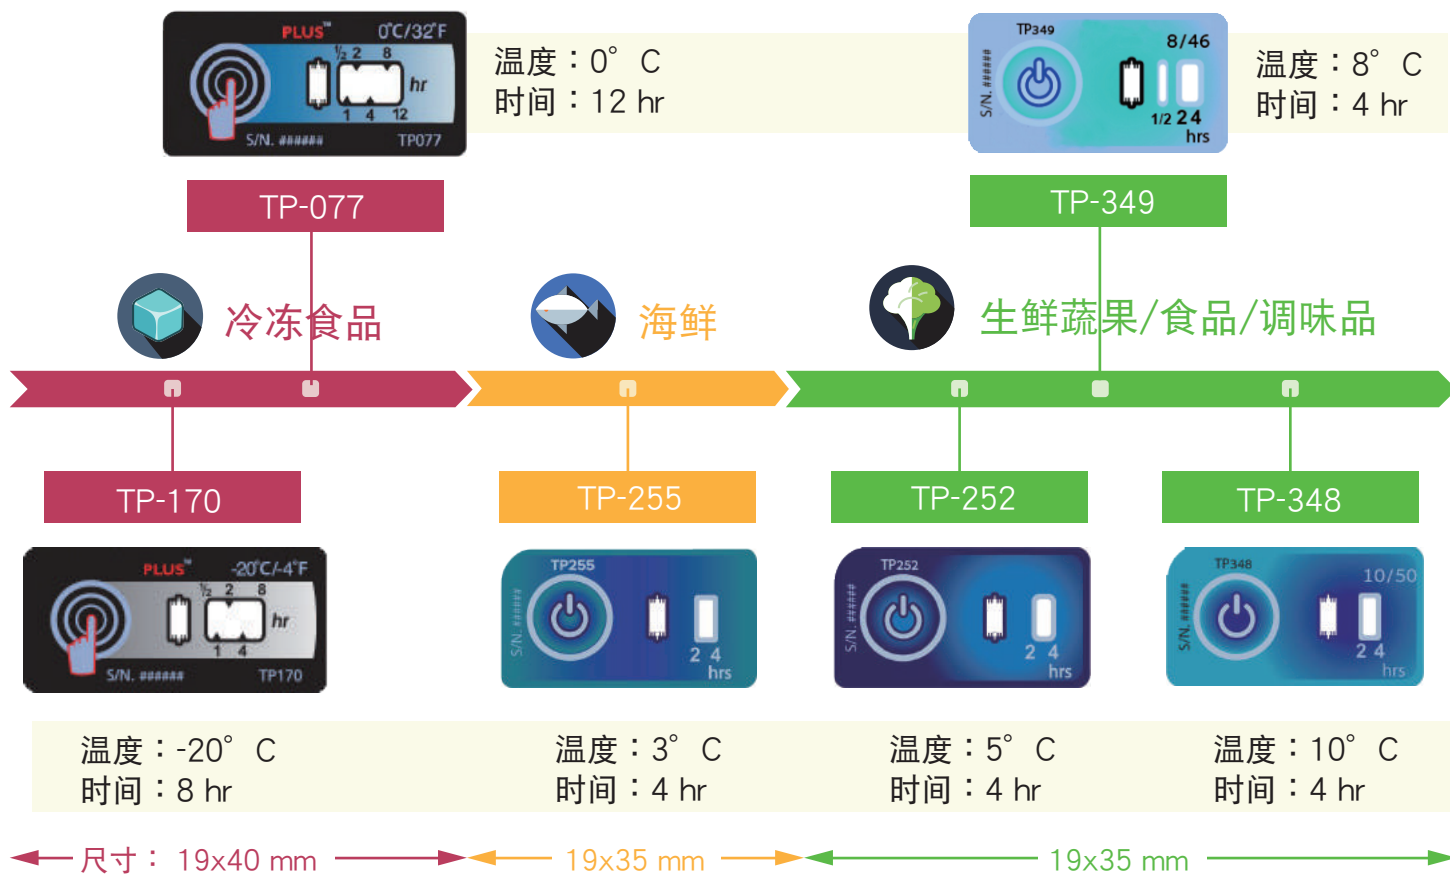 PLUS™ 0°C/32°F
½ 2 8
hr
1 4 12
S/N. ###### TP077
温度：0° C
时间：12 hr
TP349
8/46
S/N. ######
1/2 2 4
hrs
温度：8° C
时间：4 hr
TP-077
TP-349
冷冻食品
海鲜
生鲜蔬果/食品/调味品
TP-170
TP-255
TP-252
TP-348
PLUS™ -20°C/-4°F
½ 2 8
hr
1 4
S/N. ###### TP170
TP255
S/N. ######
2 4
hrs
TP252
S/N. ######
2 4
hrs
TP348
10/50
S/N. ######
2 4
hrs
温度：-20° C
时间：8 hr
温度：3° C
时间：4 hr
温度：5° C
时间：4 hr
温度：10° C
时间：4 hr
尺寸： 19x40 mm
19x35 mm
19x35 mm